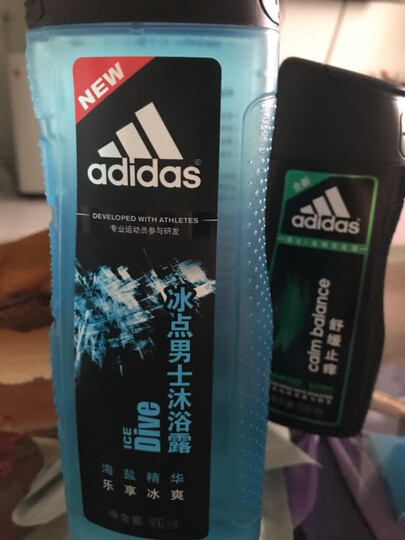 NEW
adidas
DEVELOPED WITH ATHLETES
专业运动员参与研发
冰点男士沐浴露
ICE
Dive
海盐精华
乐享冰爽
全新
adidas
calm balance
舒缓止痒